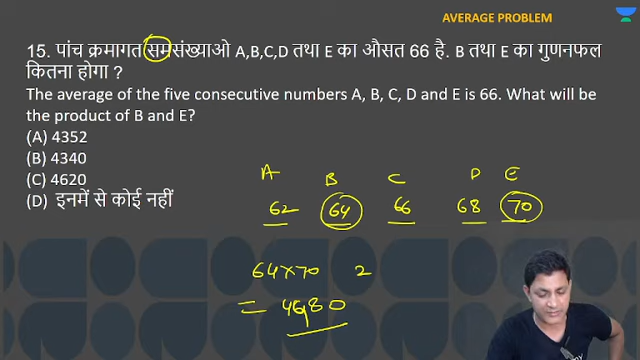 AVERAGE PROBLEM
15. पांच क्रमागत समसंख्याओ A,B,C,D तथा E का औसत 66 है. B तथा E का गुणनफल
कितना होगा ?
The average of the five consecutive numbers A, B, C, D and E is 66. What will be
the product of B and E?
(A) 4352
(B) 4340
(C) 4620
(D) इनमें से कोई नहीं
A B C D E
62 64 66 68 70
64×70 2
= 4480